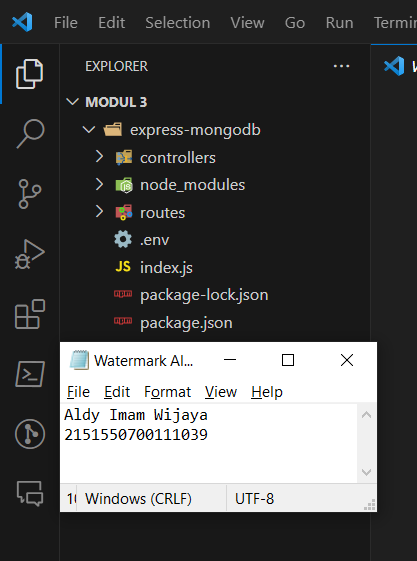 File Edit Selection View Go Run Termin
EXPLORER ...
MODUL 3
express-mongodb
controllers
node_modules
routes
.env
JS index.js
package-lock.json
package.json
Watermark Al...
File Edit Format View Help
Aldy Imam Wijaya
2151550700111039
10 Windows (CRLF) UTF-8